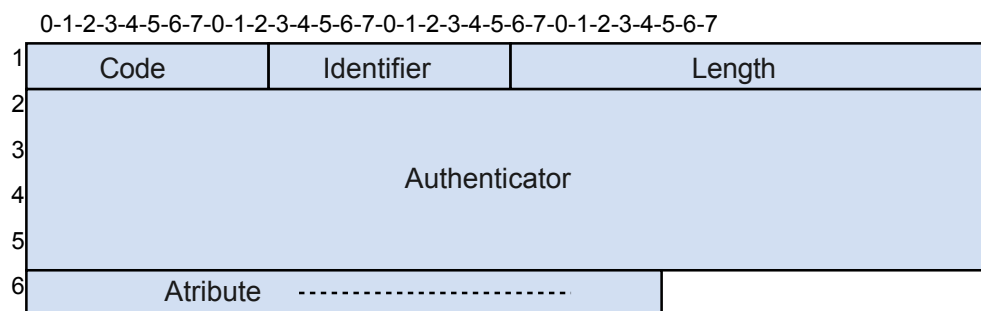 0-1-2-3-4-5-6-7-0-1-2-3-4-5-6-7-0-1-2-3-4-5-6-7-0-1-2-3-4-5-6-7
1 Code Identifier Length
2
3
Authenticator
4
5
6 Atribute ----------------------------